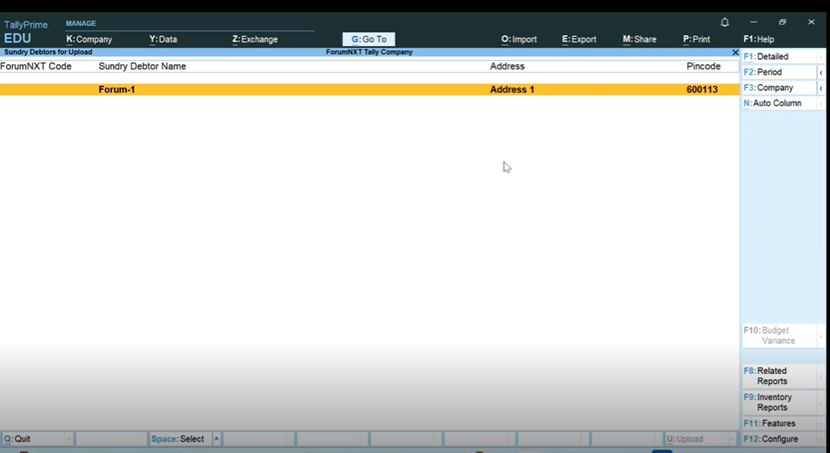 TallyPrime MANAGE
EDU K: Company Y: Data Z: Exchange G: Go To O: Import E: Export M: Share P: Print F1: Help
Sundry Debtors for Upload ForumNXT Tally Company
ForumNXT Code Sundry Debtor Name Address Pincode
Forum-1 Address 1 600113
F1: Detailed
F2: Period
F3: Company
N: Auto Column
F10: Budget
Variance
F8: Related
Reports
F9: Inventory
Reports
F11: Features
Q: Quit Space: Select U: Upload F12: Configure